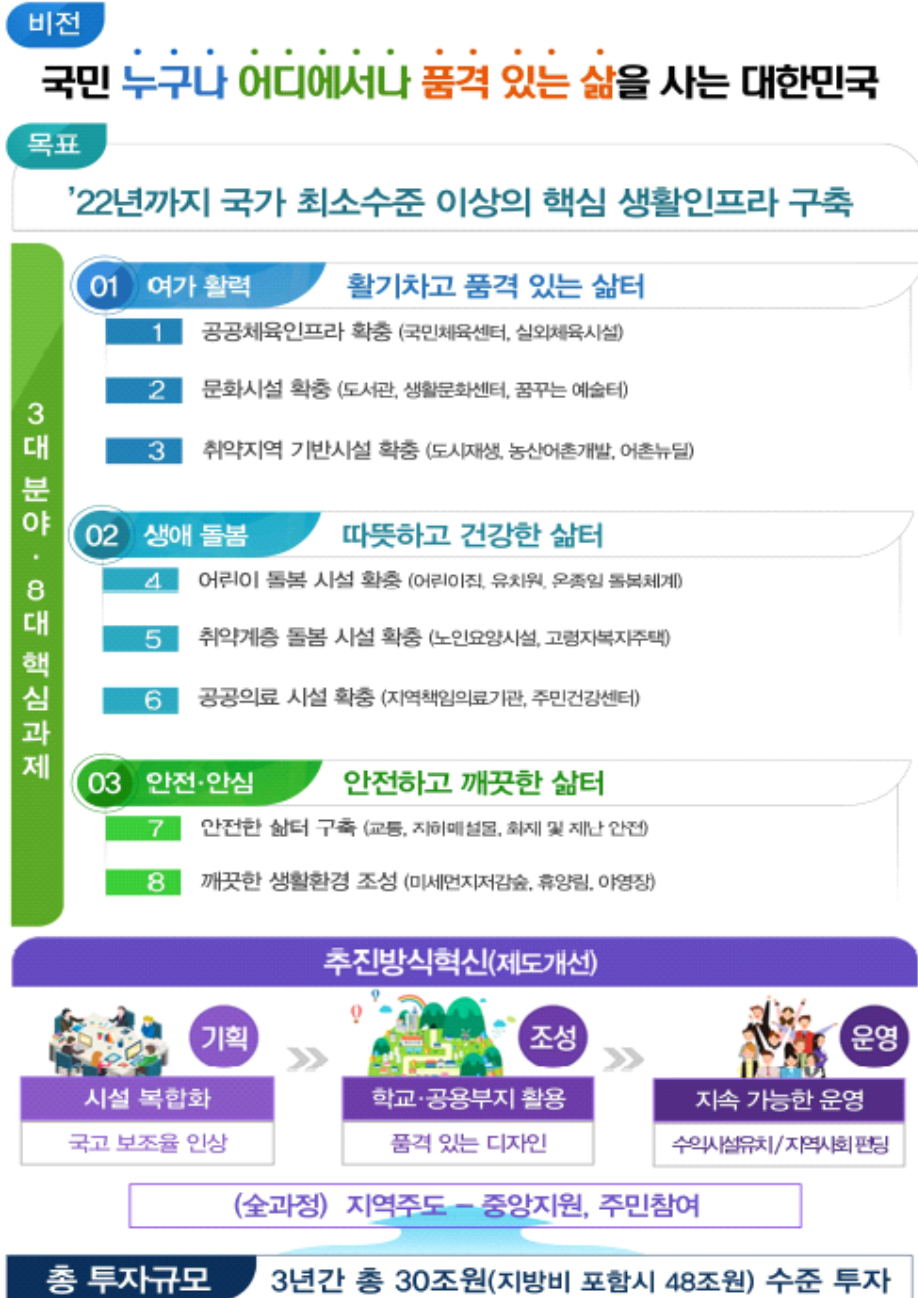 비전
국민 누구나 어디에서나 품격 있는 삶을 사는 대한민국
목표
'22년까지 국가 최소수준 이상의 핵심 생활인프라 구축
3대 분야·8대 핵심과제
01 여가 활력 활기차고 품격 있는 삶터
1 공공체육인프라 확충 (국민체육센터, 실외체육시설)
2 문화시설 확충 (도서관, 생활문화센터, 꿈꾸는 예술터)
3 취약지역 기반시설 확충 (도시재생, 농산어촌개발, 어촌뉴딜)
02 생애 돌봄 따뜻하고 건강한 삶터
4 어린이 돌봄 시설 확충 (어린이집, 유치원, 온종일 돌봄체계)
5 취약계층 돌봄 시설 확충 (노인요양시설, 고령자복지주택)
6 공공의료 시설 확충 (지역책임의료기관, 주민건강센터)
03 안전·안심 안전하고 깨끗한 삶터
7 안전한 삶터 구축 (교통, 지하매설물, 화재 및 재난 안전)
8 깨끗한 생활환경 조성 (미세먼지저감숲, 휴양림, 야영장)
추진방식혁신(제도개선)
기획
조성
운영
시설 복합화
학교·공용부지 활용
지속 가능한 운영
국고 보조율 인상
품격 있는 디자인
수익시설유치/지역사회 펀딩
(全과정) 지역주도 – 중앙지원, 주민참여
총 투자규모 3년간 총 30조원(지방비 포함시 48조원) 수준 투자